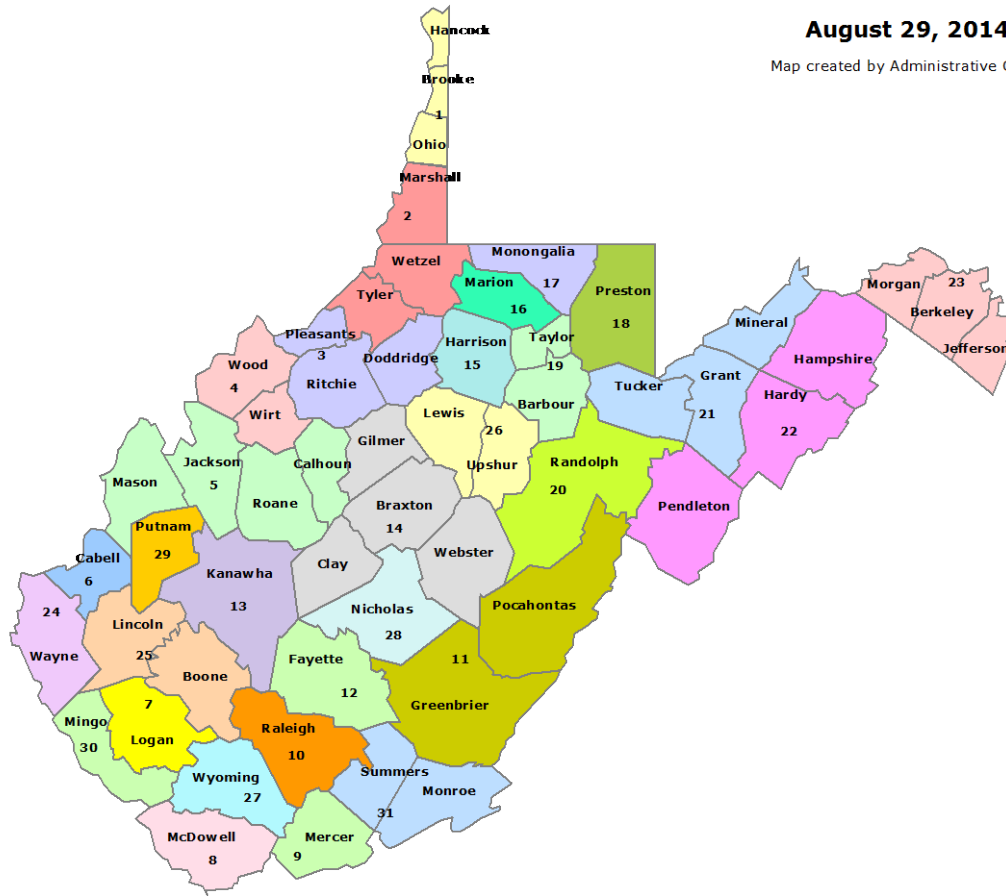 August 29, 2014
Map created by Administrative
Hancock
Brooke
1
Ohio
Marshall
2
Wetzel
Monongalia
17
Marion
16
Preston
18
Tyler
Pleasants
3
Ritchie
Doddridge
Harrison
15
Taylor
19
Barbour
Morgan
23
Berkeley
Jefferson
Mineral
Hampshire
Grant
21
Hardy
22
Tucker
Wood
4
Wirt
Lewis
26
Upshur
Gilmer
Calhoun
Jackson
5
Roane
Mason
Randolph
20
Pendleton
Braxton
14
Putnam
29
Cabell
6
Kanawha
13
Clay
Webster
24
Wayne
Lincoln
25
Nicholas
28
Pocahontas
Boone
Fayette
12
11
Greenbrier
7
Logan
Mingo
30
Raleigh
10
Wyoming
27
Summers
31
Monroe
McDowell
8
Mercer
9